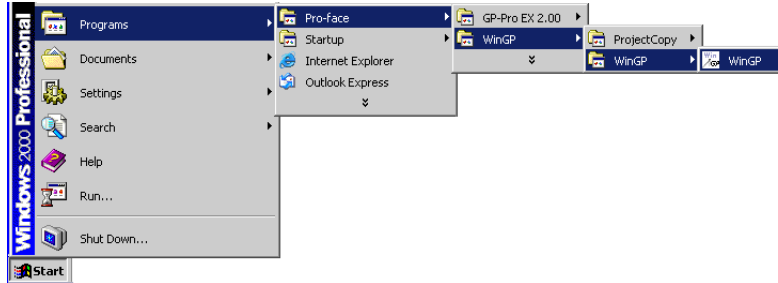 Windows 2000 Professional
Programs
Documents
Settings
Search
Help
Run...
Shut Down...
Start
Pro-face
Startup
Internet Explorer
Outlook Express
GP-Pro EX 2.00
WinGP
ProjectCopy
WinGP
WinGP